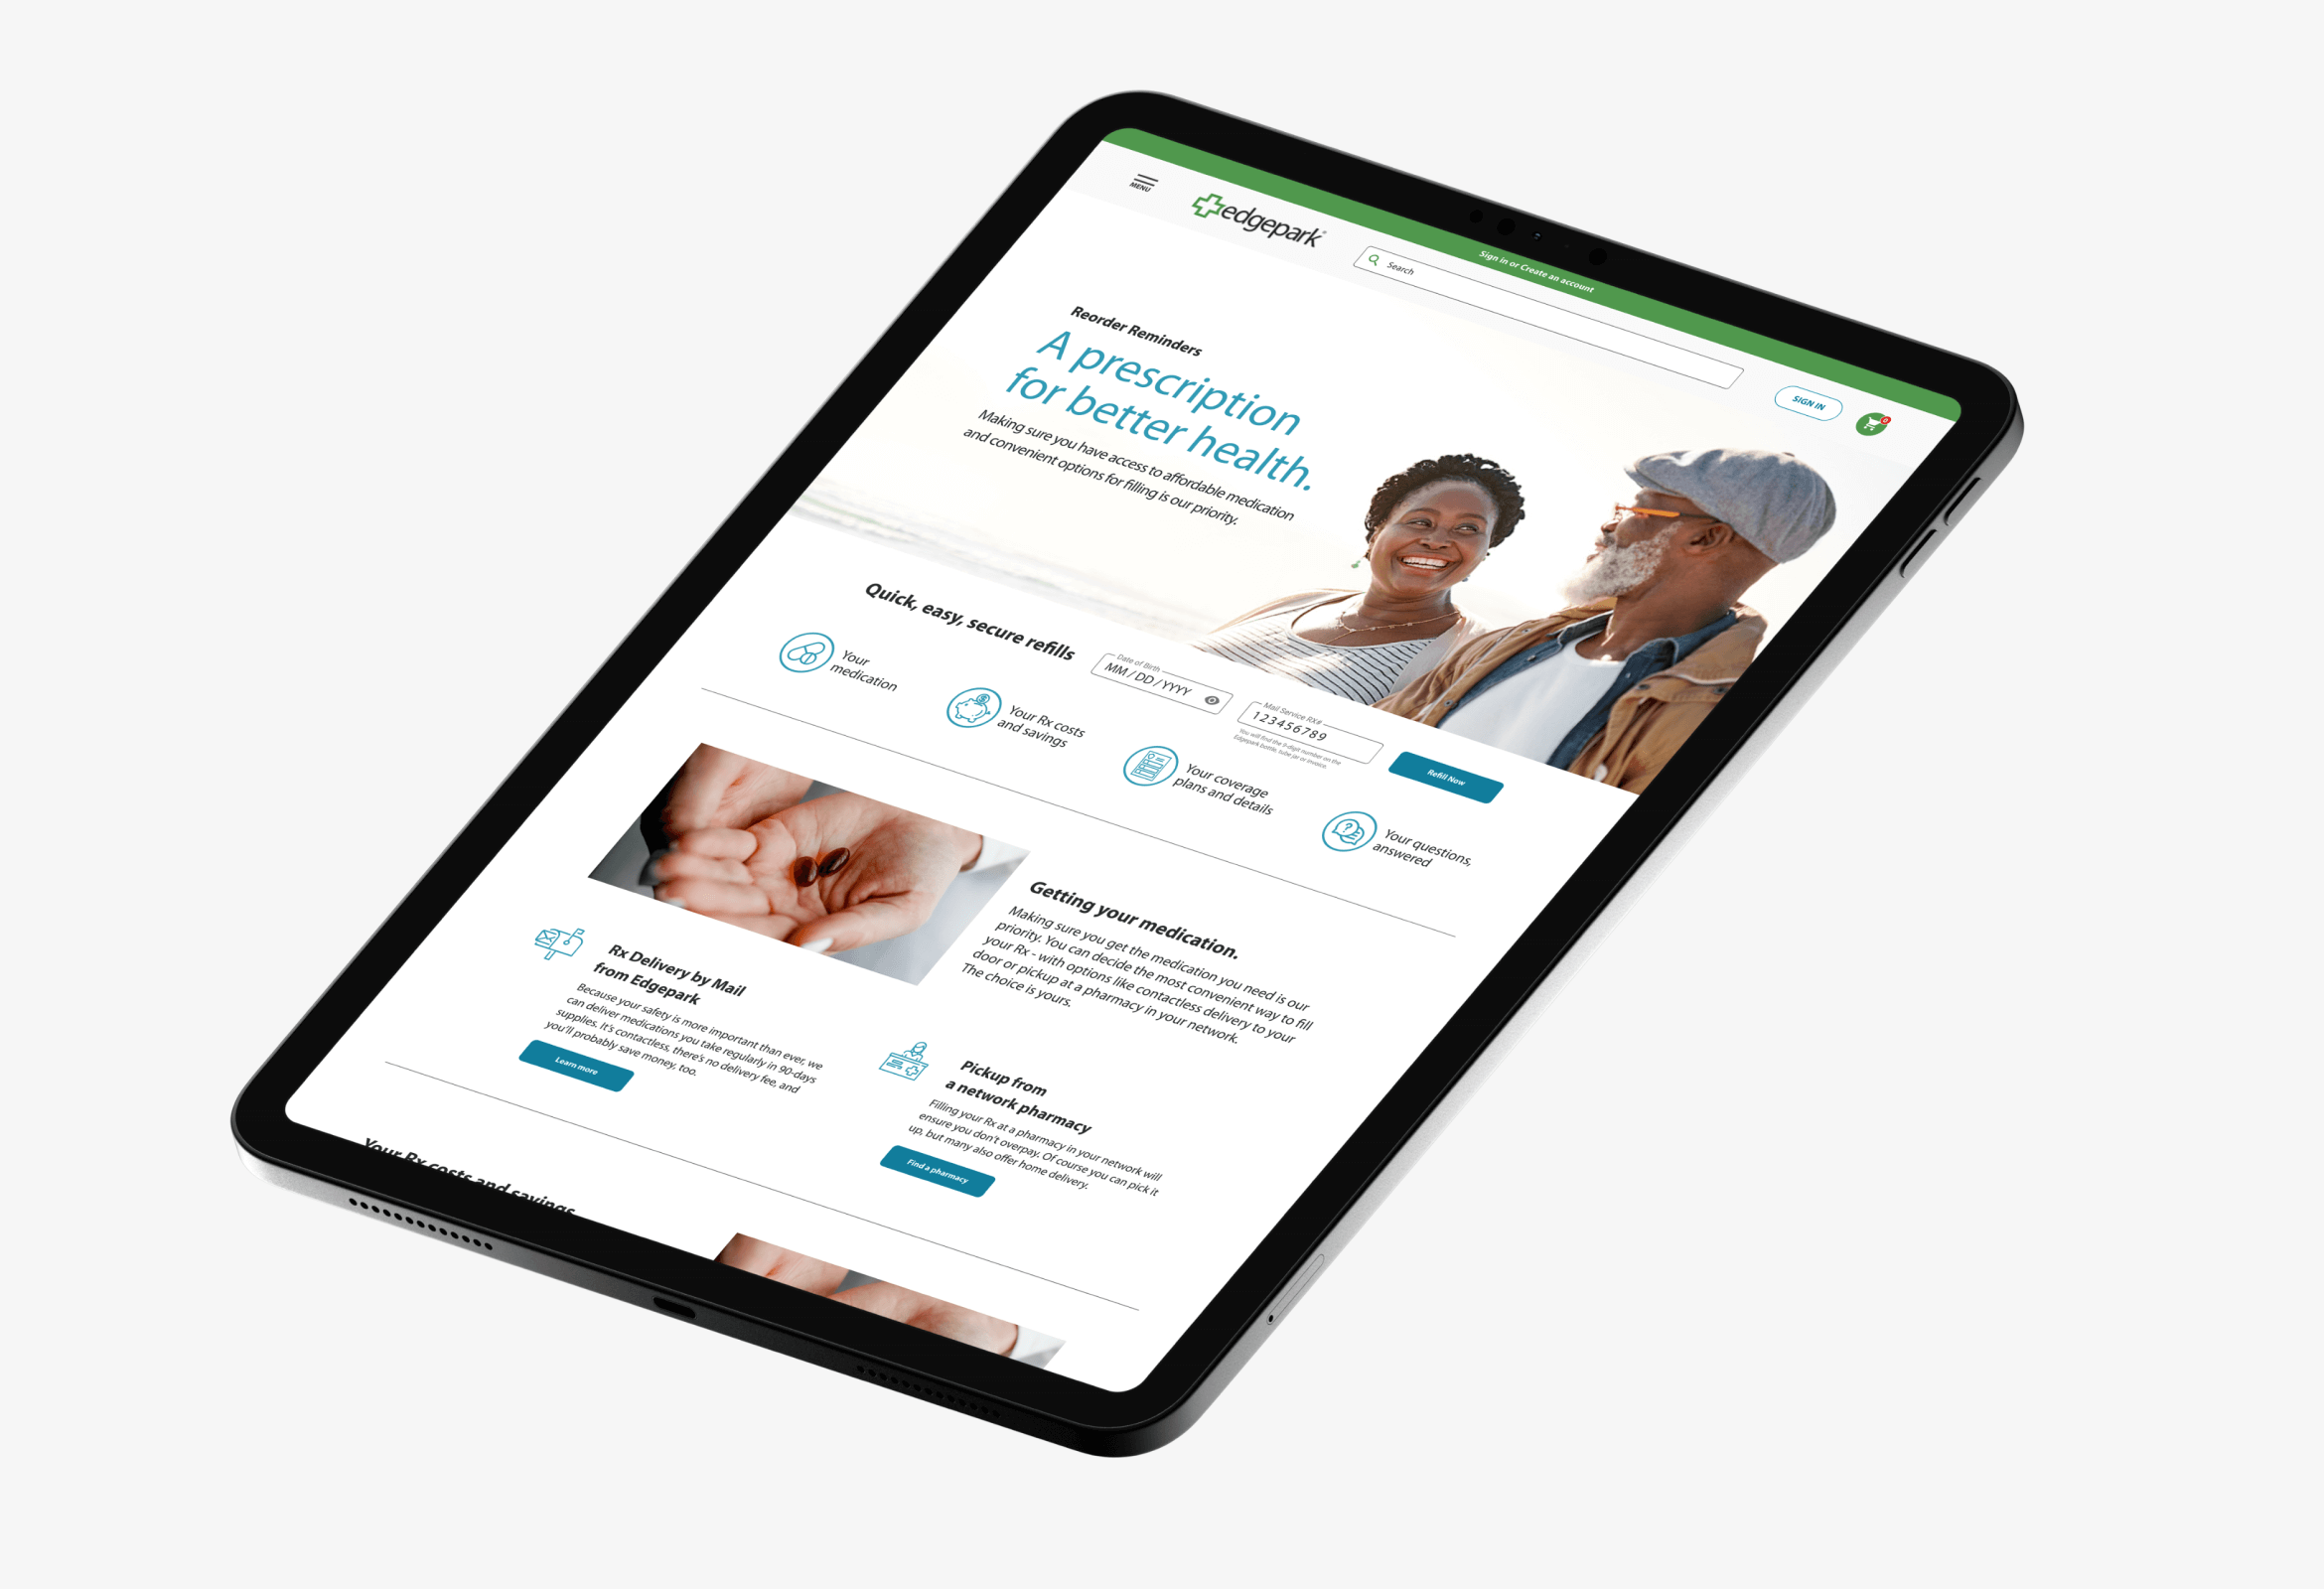 Sign in or Create an account
MENU
edgepark®
Search
SIGN IN
0
Reorder Reminders
A prescription
for better health.
Making sure you have access to affordable medication
and convenient options for filling is our priority.
Quick, easy, secure refills
Date of Birth
MM / DD / YYYY
Mail Service RX#
123456789
You will find the 9-digit number on the
Edgepark bottle, tube jar or invoice.
Refill Now
Your
medication
Your Rx costs
and savings
Your coverage
plans and details
Your questions,
answered
Getting your medication.
Making sure you get the medication you need is our
priority. You can decide the most convenient way to fill
your Rx - with options like contactless delivery to your
door or pickup at a pharmacy in your network.
The choice is yours.
Rx Delivery by Mail
from Edgepark
Because your safety is more important than ever, we
can deliver medications you take regularly in 90-days
supplies. It's contactless, there's no delivery fee, and
you'll probably save money, too.
Learn more
Pickup from
a network pharmacy
Filling your Rx at a pharmacy in your network will
ensure you don't overpay. Of course you can pick it
up, but many also offer home delivery.
Find a pharmacy
Your Rx costs and savings